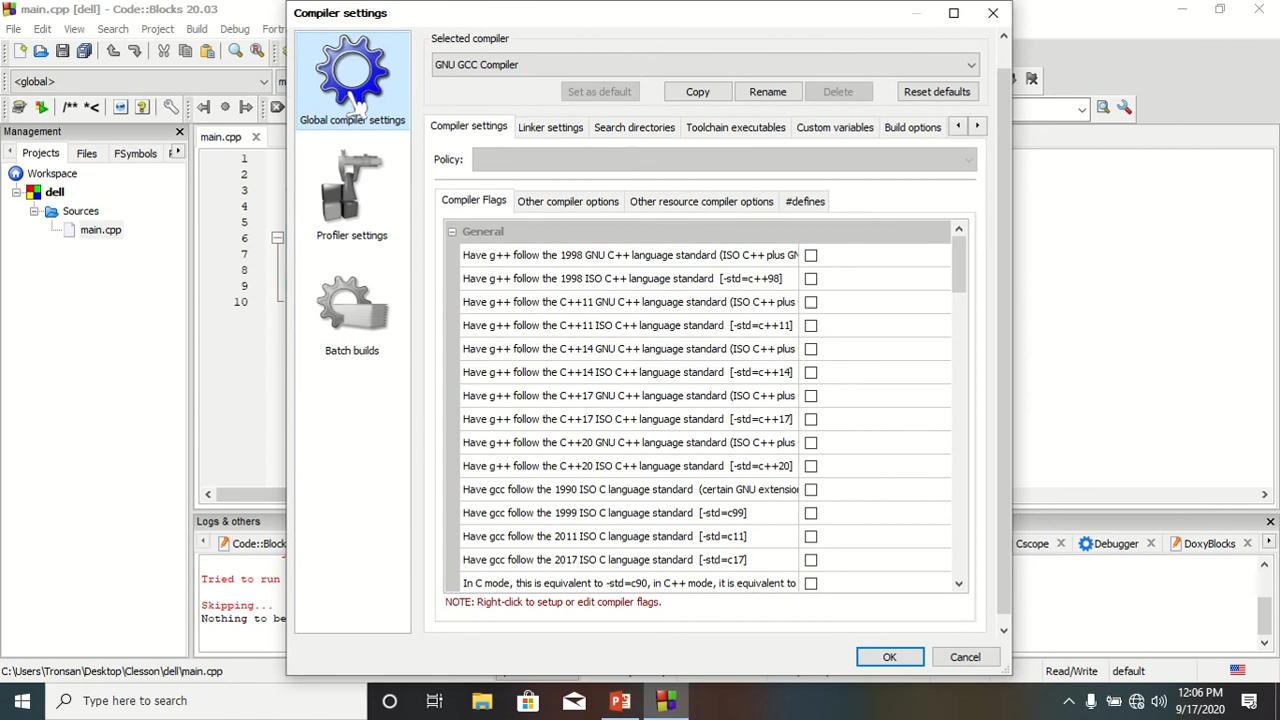 main.cpp [dell] - Code::Blocks 20.03
File Edit View Search Project Build Debug Fortr
<global>
/** *<
Management
Projects Files FSymbols
Workspace
dell
Sources
main.cpp
main.cpp
1
2
3
4
5
6
7
8
9
10
Compiler settings
Global compiler settings
Profiler settings
Batch builds
Selected compiler
GNU GCC Compiler
Set as default Copy Rename Delete Reset defaults
Compiler settings Linker settings Search directories Toolchain executables Custom variables Build options
Policy:
Compiler Flags Other compiler options Other resource compiler options #defines
General
Have g++ follow the 1998 GNU C++ language standard (ISO C++ plus GN
Have g++ follow the 1998 ISO C++ language standard [-std=c++98]
Have g++ follow the C++11 GNU C++ language standard (ISO C++ plus
Have g++ follow the C++11 ISO C++ language standard [-std=c++11]
Have g++ follow the C++14 GNU C++ language standard (ISO C++ plus
Have g++ follow the C++14 ISO C++ language standard [-std=c++14]
Have g++ follow the C++17 GNU C++ language standard (ISO C++ plus
Have g++ follow the C++17 ISO C++ language standard [-std=c++17]
Have g++ follow the C++20 GNU C++ language standard (ISO C++ plus
Have g++ follow the C++20 ISO C++ language standard [-std=c++20]
Have gcc follow the 1990 ISO C language standard (certain GNU extension
Have gcc follow the 1999 ISO C language standard [-std=c99]
Have gcc follow the 2011 ISO C language standard [-std=c11]
Have gcc follow the 2017 ISO C language standard [-std=c17]
In C mode, this is equivalent to -std=c90, in C++ mode, it is equivalent to
NOTE: Right-click to setup or edit compiler flags.
OK Cancel
Logs & others
Code::Block
Cscope Debugger DoxyBlocks
Tried to run
Skipping...
Nothing to be
C:\Users\Tronsan\Desktop\Clesson\dell\main.cpp
Read/Write default
Type here to search
12:06 PM
9/17/2020